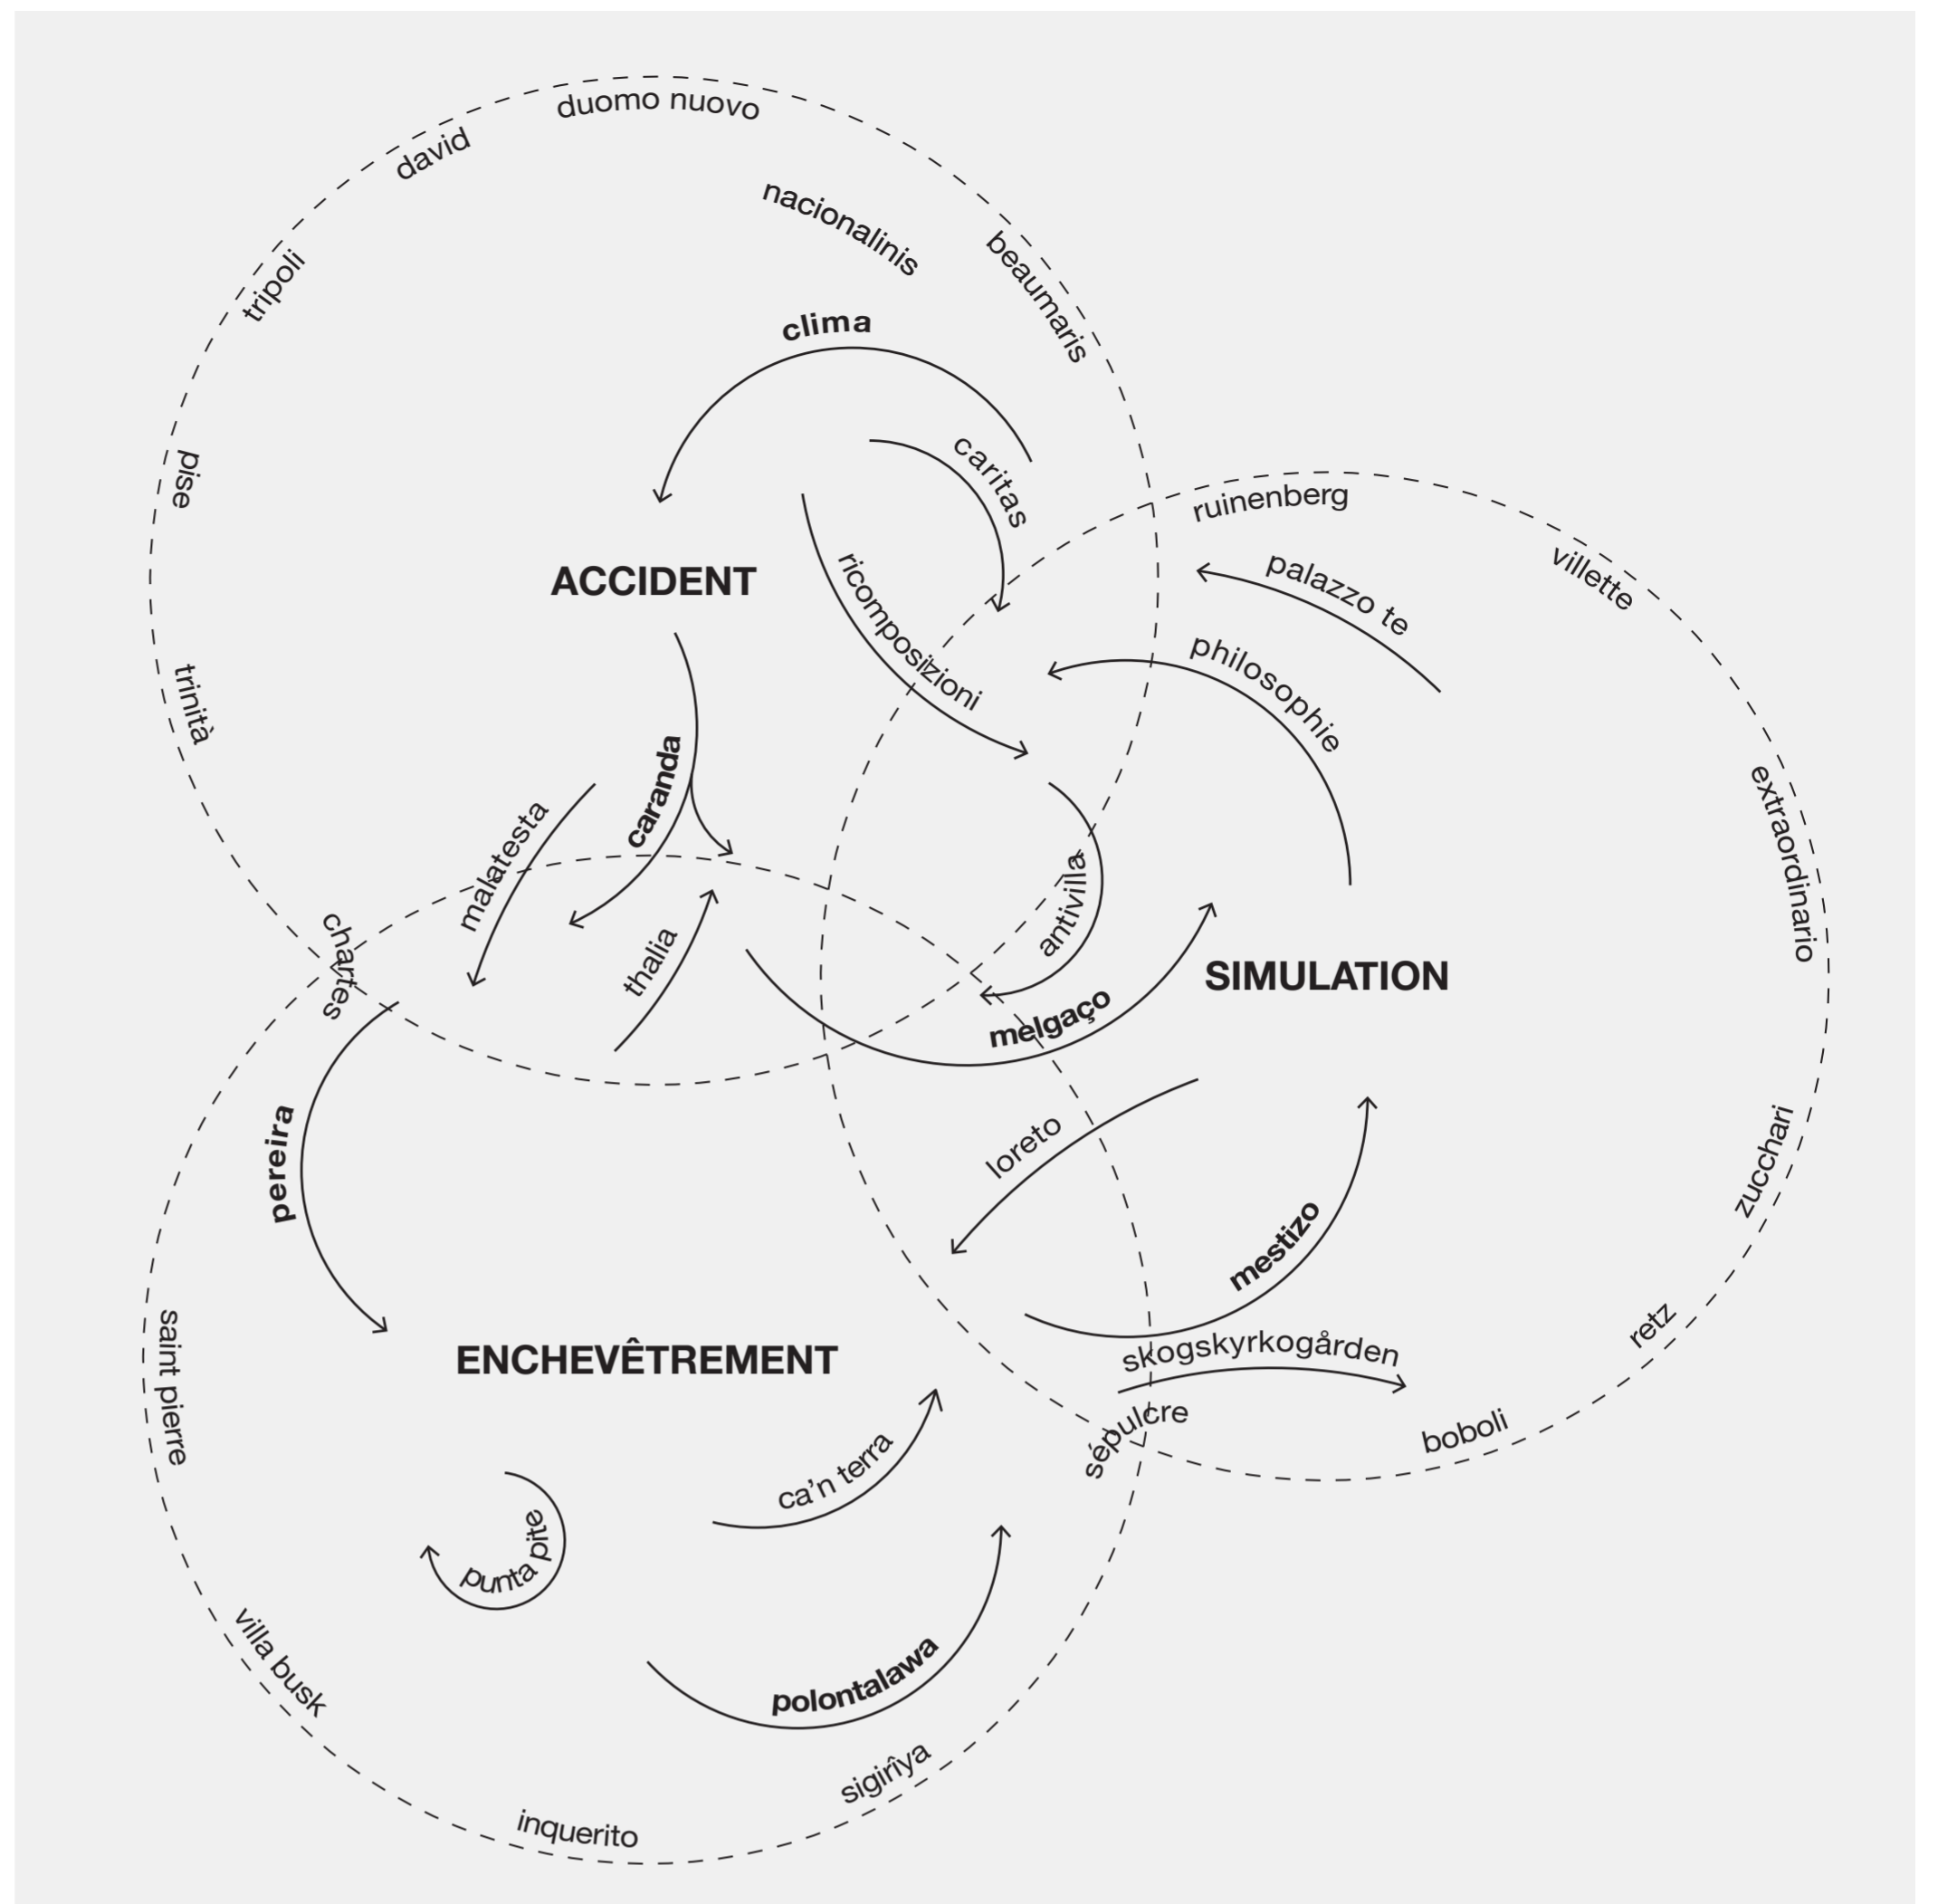 duomo nuovo
david
nacionalinis
beaumaris
tripoli
clima
caritas
pise
ruinenberg
villette
palazzo te
ACCIDENT
ricomposizioni
philosophie
trinità
caranda
malatesta
extraordinario
antivilla
chartes
thalia
SIMULATION
melgaço
pereira
loreto
zucchari
mestizo
retz
saint pierre
ENCHEVÊTREMENT
skogskyrkogården
sépulcre
boboli
ca’n terra
punta pite
villa busk
polontalawa
sigirîya
inquerito